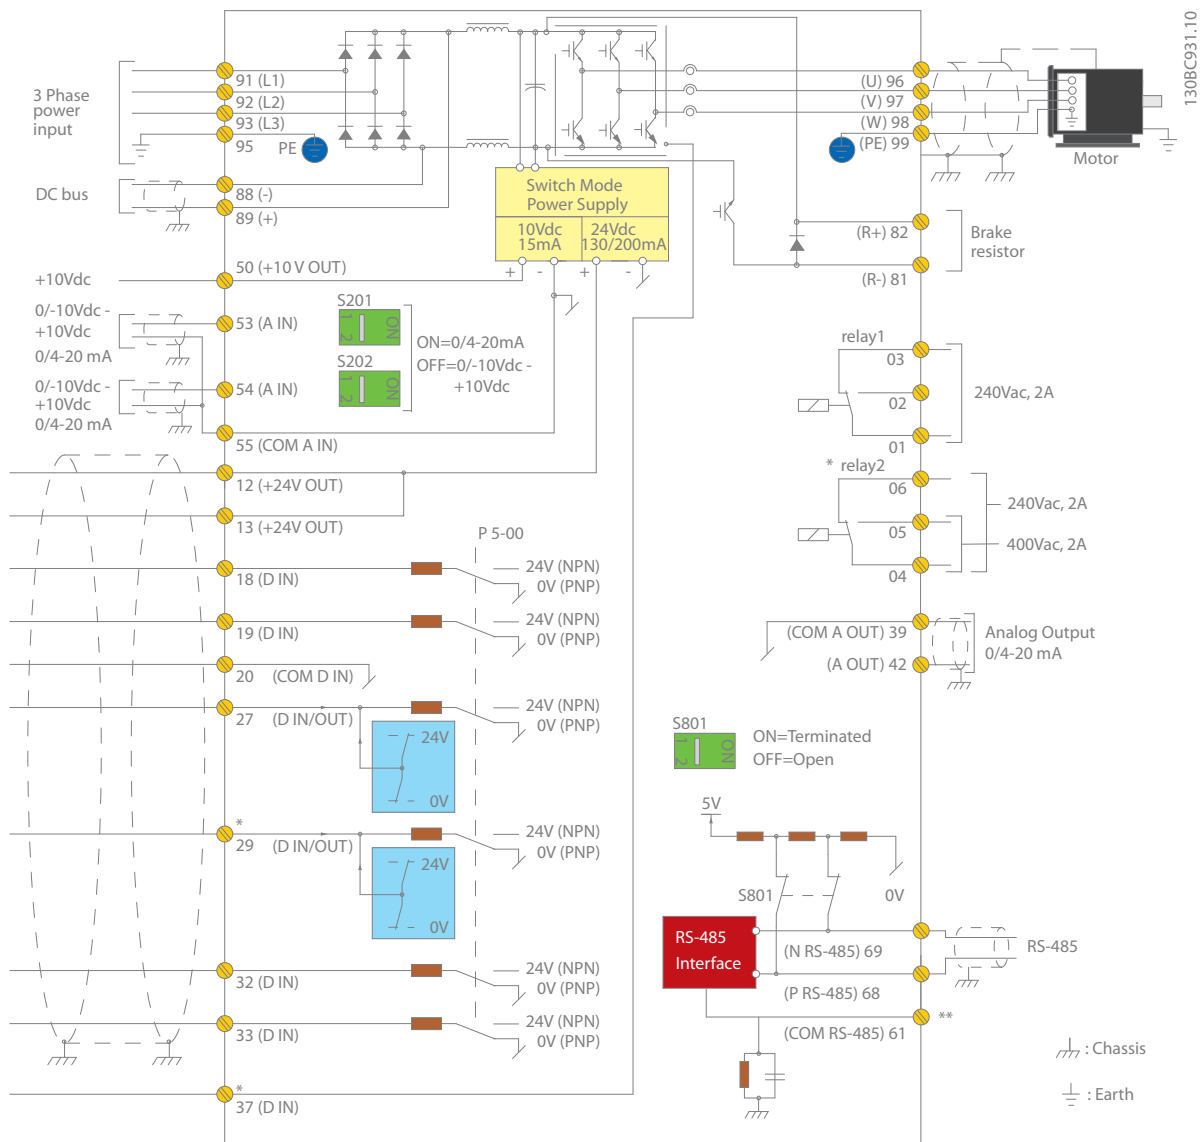 130BC931.10
3 Phase
power
input
91 (L1)
92 (L2)
93 (L3)
95
PE
DC bus
88 (-)
89 (+)
Switch Mode
Power Supply
10Vdc
15mA
24Vdc
130/200mA
+ - + -
+10Vdc
50 (+10 V OUT)
0/-10Vdc -
+10Vdc
0/4-20 mA
53 (A IN)
0/-10Vdc -
+10Vdc
0/4-20 mA
54 (A IN)
55 (COM A IN)
S201
1 2 ON
S202
1 2 ON
ON=0/4-20mA
OFF=0/-10Vdc -
+10Vdc
12 (+24V OUT)
13 (+24V OUT)
P 5-00
18 (D IN)
24V (NPN)
0V (PNP)
19 (D IN)
24V (NPN)
0V (PNP)
20 (COM D IN)
27 (D IN/OUT)
24V (NPN)
0V (PNP)
24V
0V
*
29 (D IN/OUT)
24V (NPN)
0V (PNP)
24V
0V
32 (D IN)
24V (NPN)
0V (PNP)
33 (D IN)
24V (NPN)
0V (PNP)
*
37 (D IN)
(U) 96
(V) 97
(W) 98
(PE) 99
Motor
(R+) 82
(R-) 81
Brake
resistor
relay1
03
02
01
240Vac, 2A
* relay2
06
05
04
240Vac, 2A
400Vac, 2A
(COM A OUT) 39
(A OUT) 42
Analog Output
0/4-20 mA
S801
1 2 ON
ON=Terminated
OFF=Open
5V
S801
0V
RS-485
Interface
(N RS-485) 69
(P RS-485) 68
(COM RS-485) 61
RS-485
**
: Chassis
: Earth